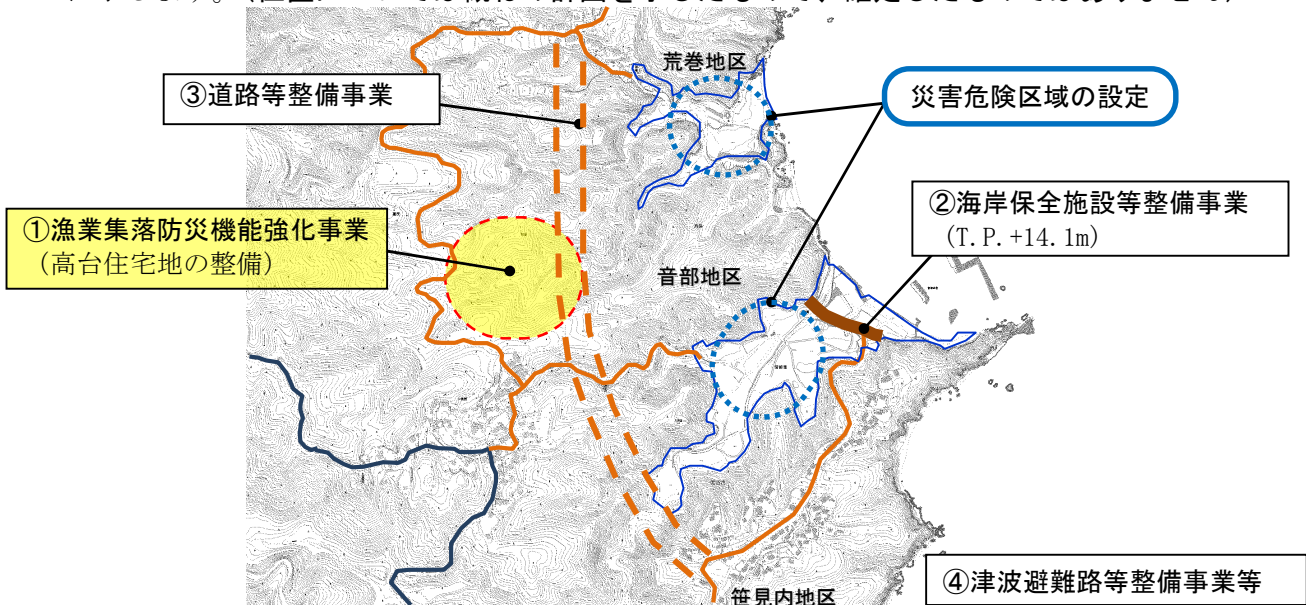 荒巻地区
③道路等整備事業
災害危険区域の設定
②海岸保全施設等整備事業
(T.P.+14.1m)
①漁業集落防災機能強化事業
(高台住宅地の整備)
音部地区
④津波避難路等整備事業等
笹見内地区